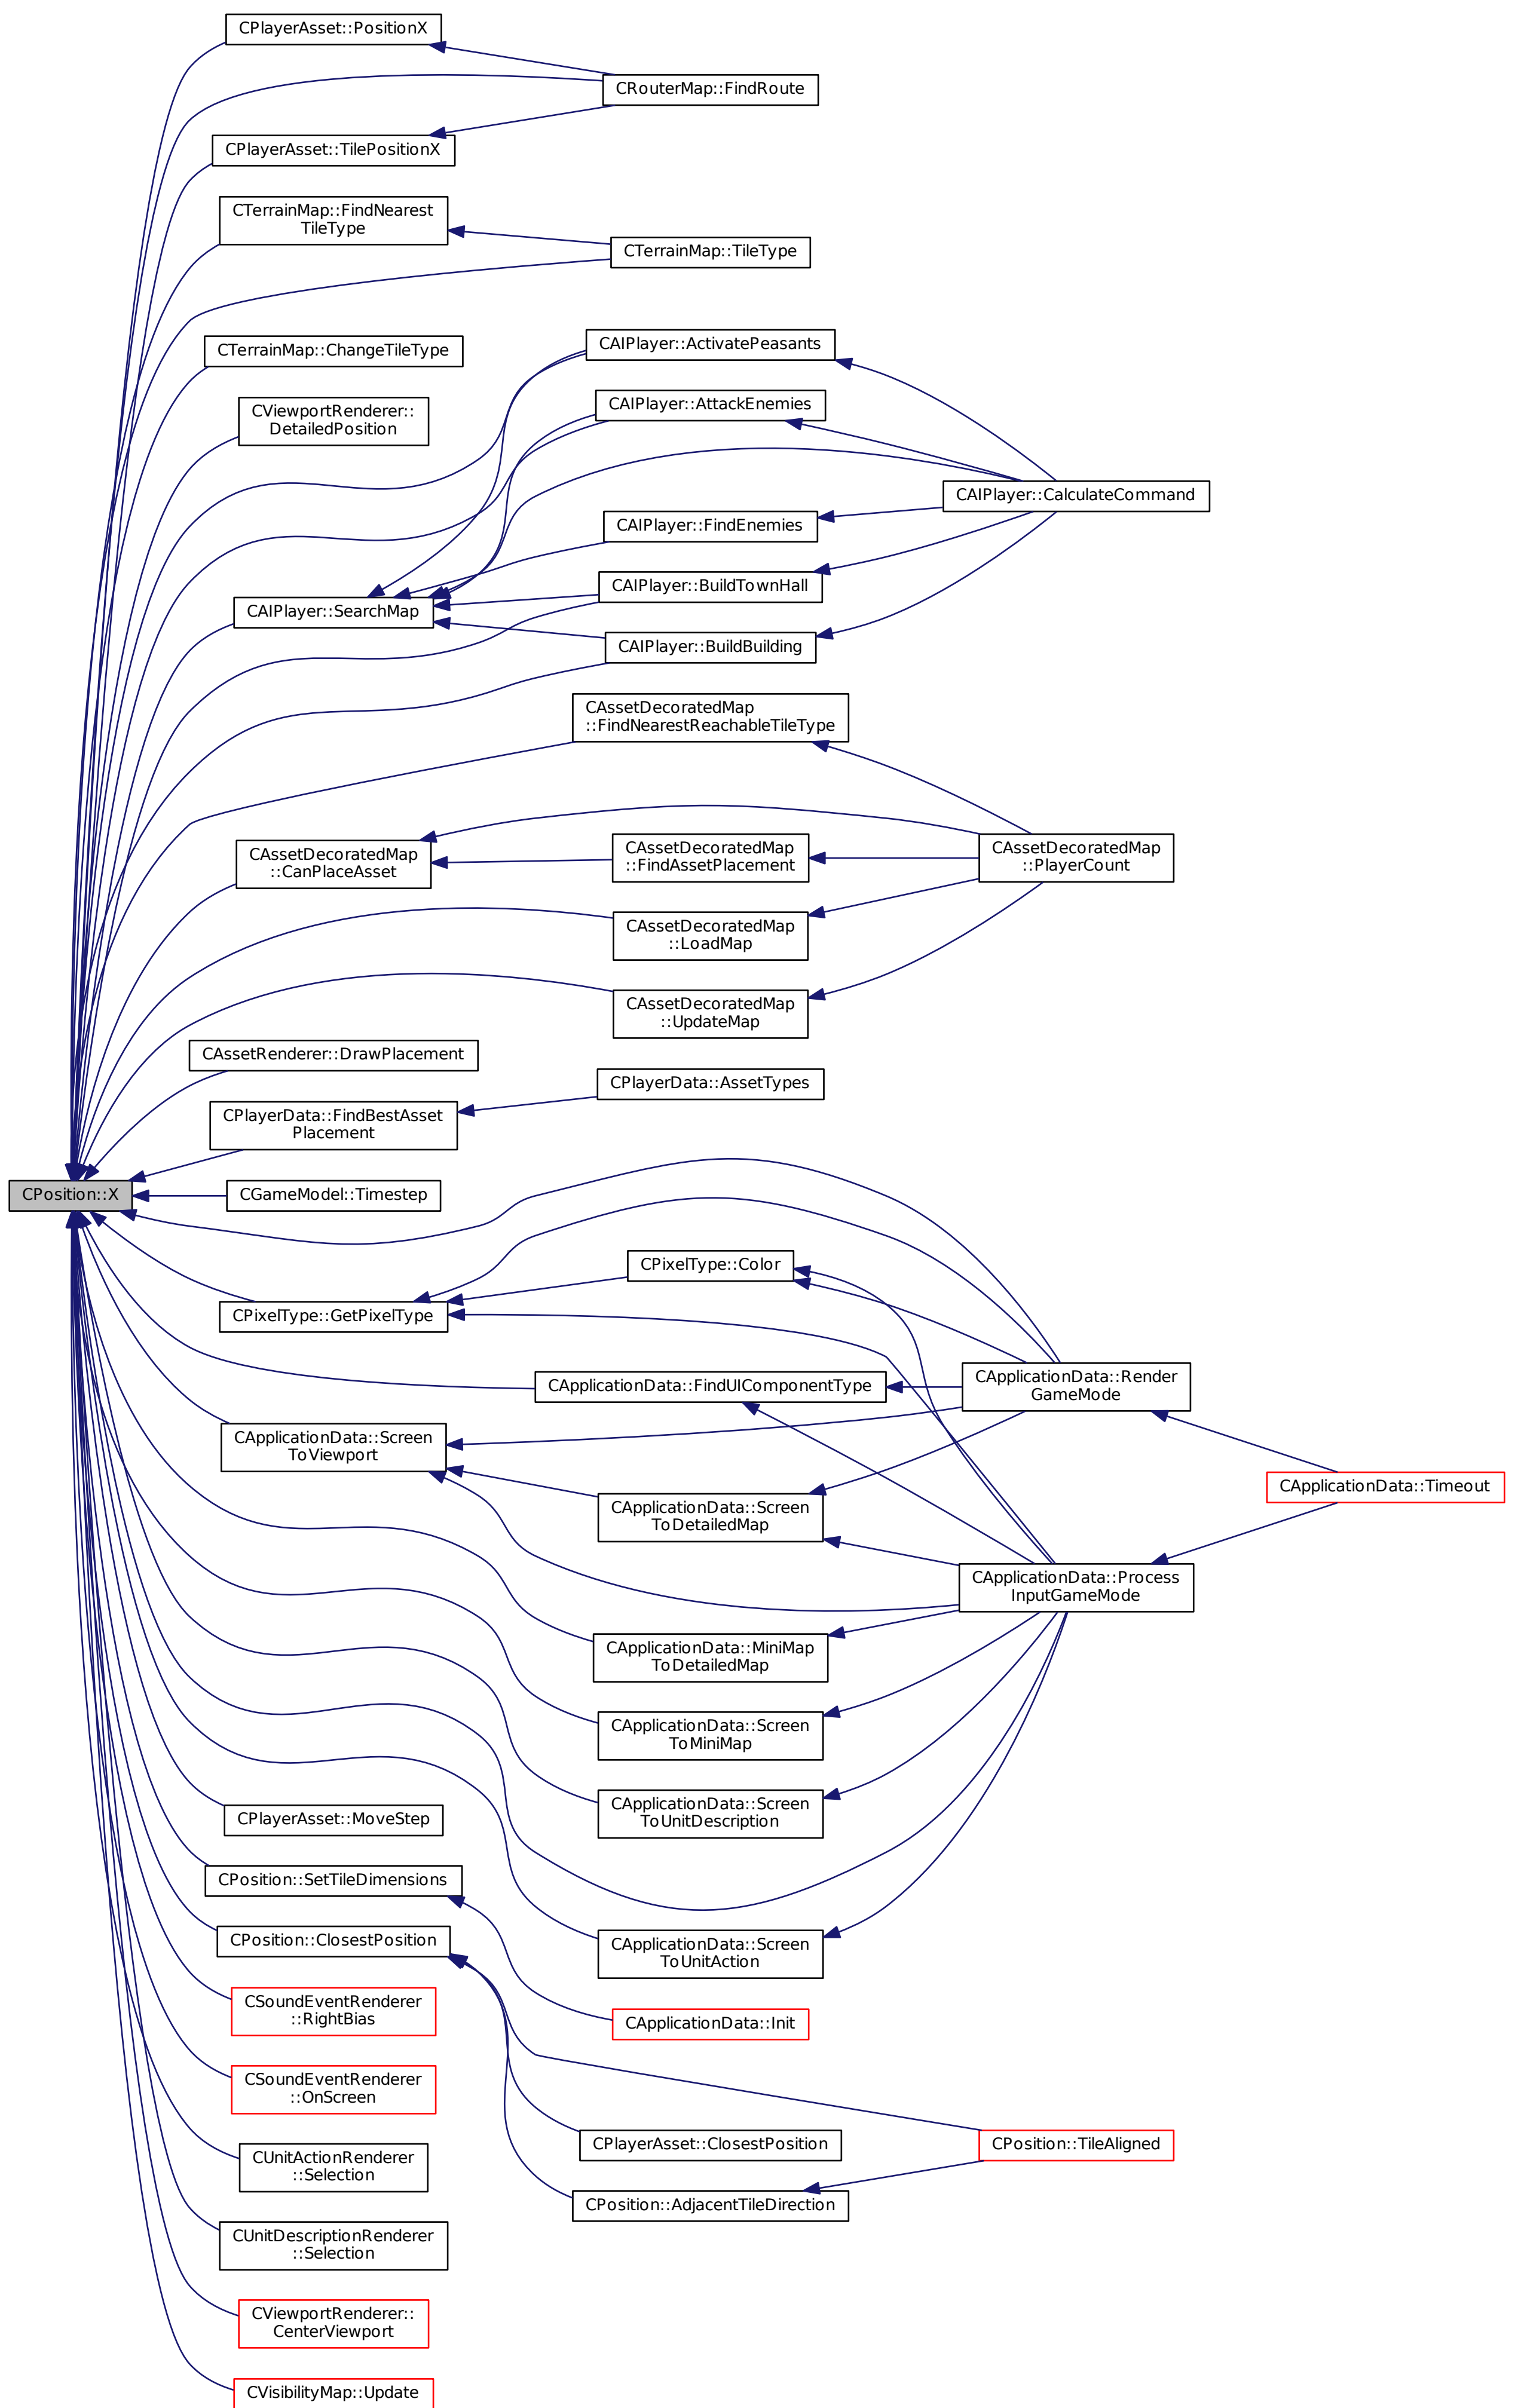 CPlayerAsset::PositionX
CRouterMap::FindRoute
CPlayerAsset::TilePositionX
CTerrainMap::FindNearest
TileType
CTerrainMap::TileType
CTerrainMap::ChangeTileType
CAIPlayer::ActivatePeasants
CViewportRenderer::
DetailedPosition
CAIPlayer::AttackEnemies
CAIPlayer::CalculateCommand
CAIPlayer::FindEnemies
CAIPlayer::BuildTownHall
CAIPlayer::SearchMap
CAIPlayer::BuildBuilding
CAssetDecoratedMap
::FindNearestReachableTileType
CAssetDecoratedMap
::CanPlaceAsset
CAssetDecoratedMap
::FindAssetPlacement
CAssetDecoratedMap
::PlayerCount
CAssetDecoratedMap
::LoadMap
CAssetDecoratedMap
::UpdateMap
CAssetRenderer::DrawPlacement
CPlayerData::AssetTypes
CPlayerData::FindBestAsset
Placement
CPosition::X
CGameModel::Timestep
CPixelType::Color
CPixelType::GetPixelType
CApplicationData::FindUIComponentType
CApplicationData::Render
GameMode
CApplicationData::Screen
ToViewport
CApplicationData::Timeout
CApplicationData::Screen
ToDetailedMap
CApplicationData::Process
InputGameMode
CApplicationData::MiniMap
ToDetailedMap
CApplicationData::Screen
ToMiniMap
CApplicationData::Screen
ToUnitDescription
CPlayerAsset::MoveStep
CPosition::SetTileDimensions
CPosition::ClosestPosition
CApplicationData::Screen
ToUnitAction
CSoundEventRenderer
::RightBias
CApplicationData::Init
CSoundEventRenderer
::OnScreen
CPlayerAsset::ClosestPosition
CPosition::TileAligned
CUnitActionRenderer
::Selection
CPosition::AdjacentTileDirection
CUnitDescriptionRenderer
::Selection
CViewportRenderer::
CenterViewport
CVisibilityMap::Update